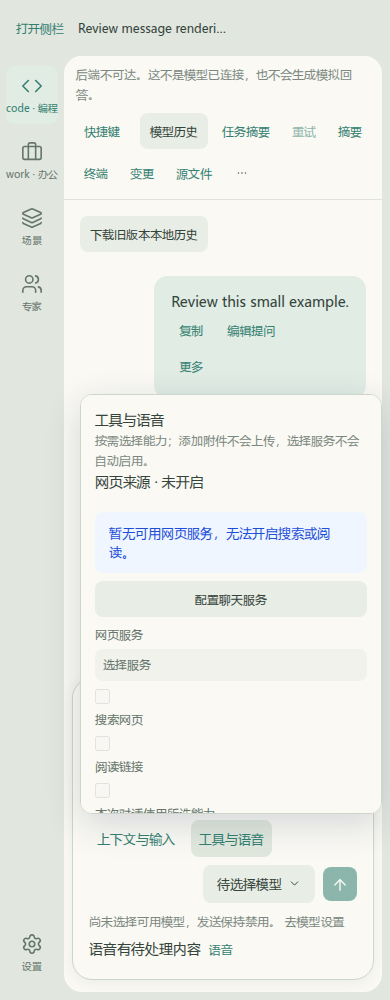 打开侧栏 Review message renderi...
后端不可达。这不是模型已连接，也不会生成模拟回
答。
code · 编程
快捷键 模型历史 任务摘要 重试 摘要
work · 办公
终端 变更 源文件 ...
场景
下载旧版本本地历史
专家
Review this small example.
复制 编辑提问
更多
工具与语音
按需选择能力；添加附件不会上传，选择服务不会
自动启用。
网页来源 · 未开启
暂无可用网页服务，无法开启搜索或阅
读。
配置聊天服务
网页服务
选择服务
搜索网页
阅读链接
本次对话使用所选能力
上下文与输入 工具与语音
待选择模型
尚未选择可用模型，发送保持禁用。 去模型设置
语音有待处理内容 语音
设置